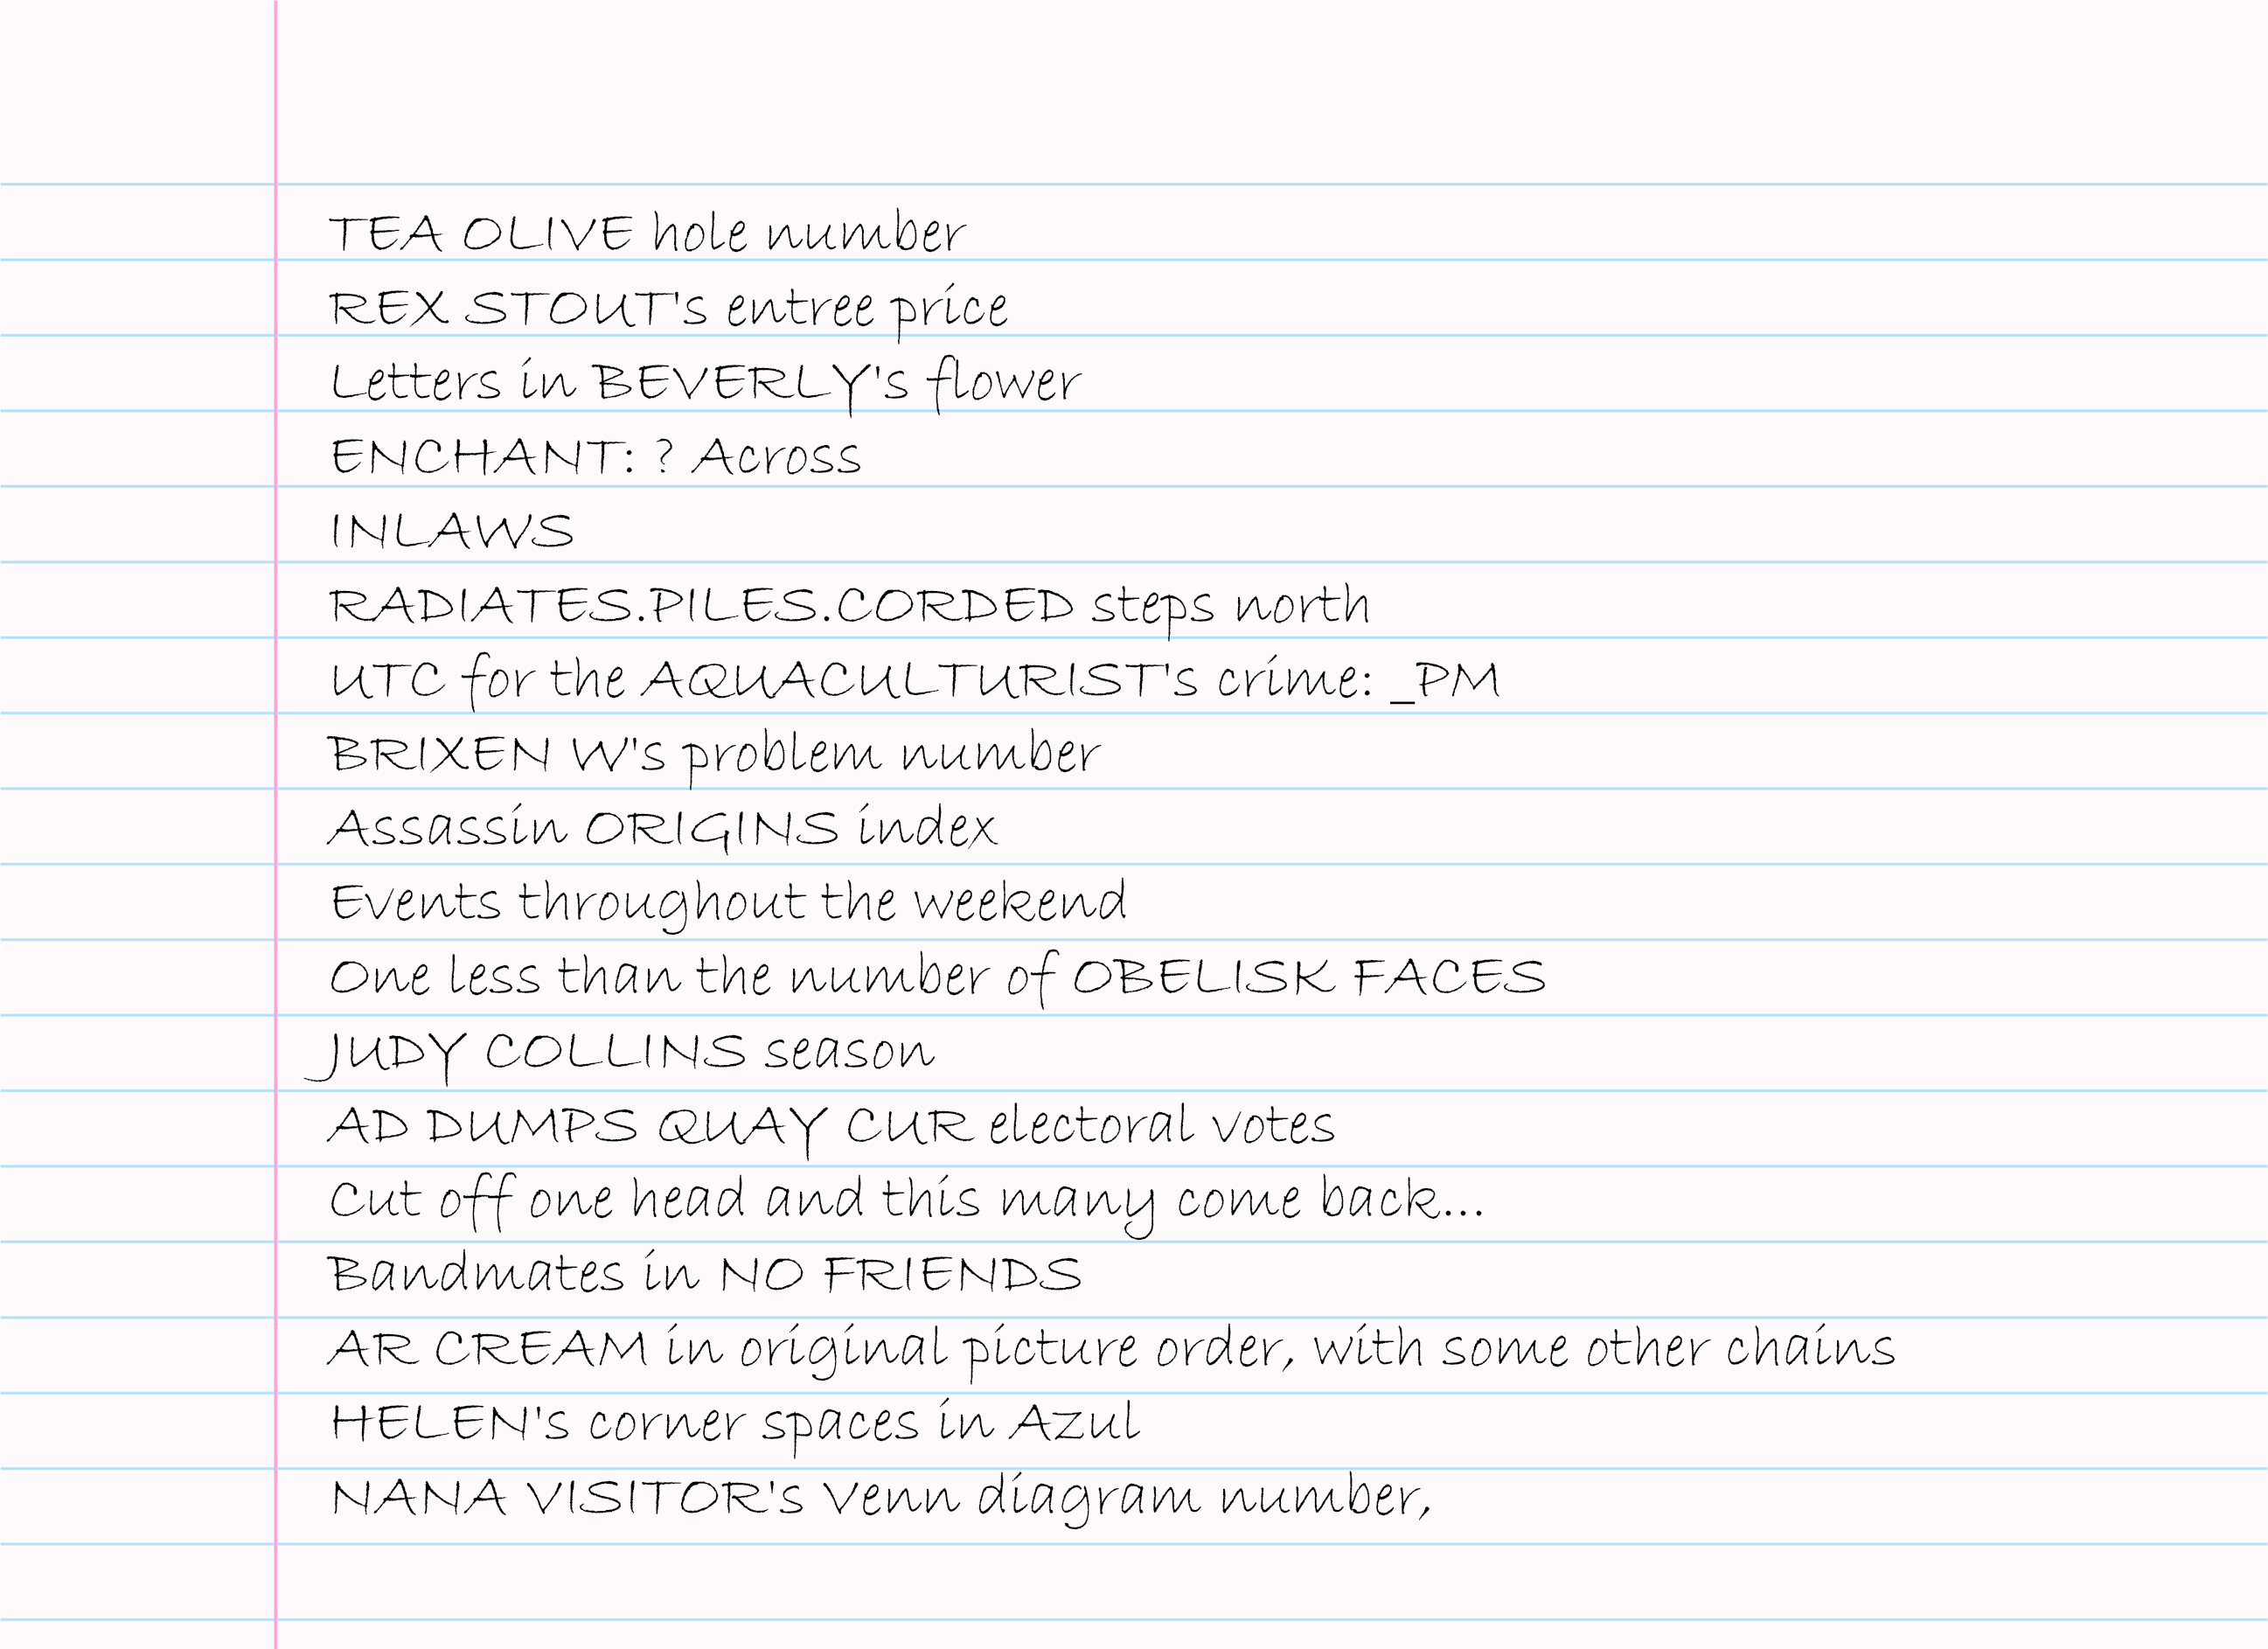 TEA OLIVE hole number
REX STOUT's entree price
Letters in BEVERLY's flower
ENCHANT: ? Across
INLAWS
RADIATES.PILES.CORDED steps north
UTC for the AQUACULTURIST's crime: _PM
BRIXEN W's problem number
Assassin ORIGINS index
Events throughout the weekend
One less than the number of OBELISK FACES
JUDY COLLINS season
AD DUMPS QUAY CUR electoral votes
Cut off one head and this many come back...
Bandmates in NO FRIENDS
AR CREAM in original picture order, with some other chains
HELEN's corner spaces in Azul
NANA VISITOR's Venn diagram number,